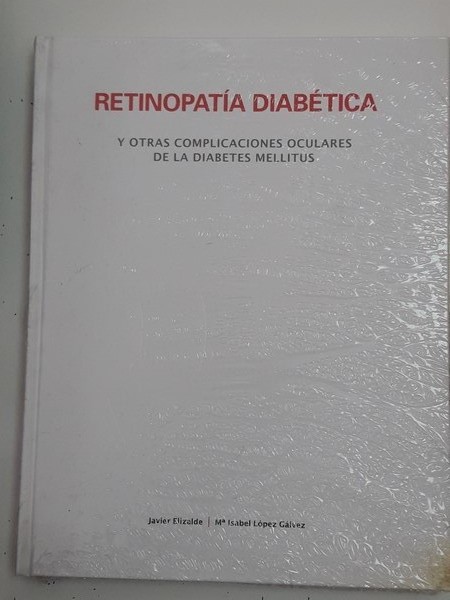 RETINOPATÍA DIABÉTICA
Y OTRAS COMPLICACIONES OCULARES
DE LA DIABETES MELLITUS
Javier Elizalde | Mª Isabel López Gálvez